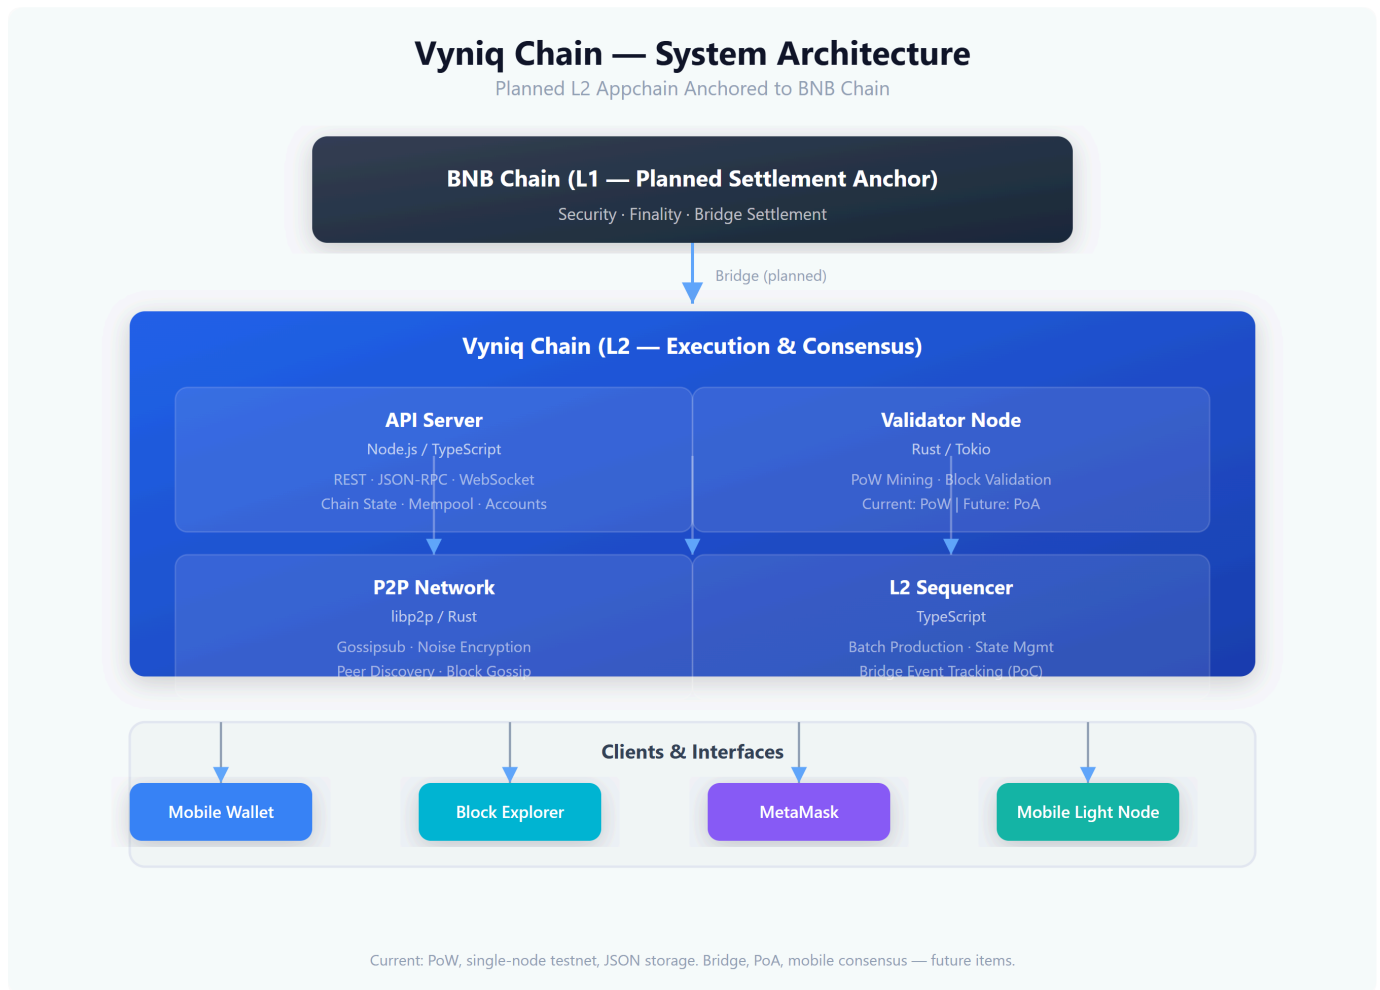 Vyniq Chain — System Architecture
Planned L2 Appchain Anchored to BNB Chain
BNB Chain (L1 — Planned Settlement Anchor)
Security · Finality · Bridge Settlement
Bridge (planned)
Vyniq Chain (L2 — Execution & Consensus)
API Server
Node.js / TypeScript
REST · JSON-RPC · WebSocket
Chain State · Mempool · Accounts
Validator Node
Rust / Tokio
PoW Mining · Block Validation
Current: PoW | Future: PoA
P2P Network
libp2p / Rust
Gossipsub · Noise Encryption
Peer Discovery · Block Gossip
L2 Sequencer
TypeScript
Batch Production · State Mgmt
Bridge Event Tracking (PoC)
Clients & Interfaces
Mobile Wallet
Block Explorer
MetaMask
Mobile Light Node
Current: PoW, single-node testnet, JSON storage. Bridge, PoA, mobile consensus — future items.